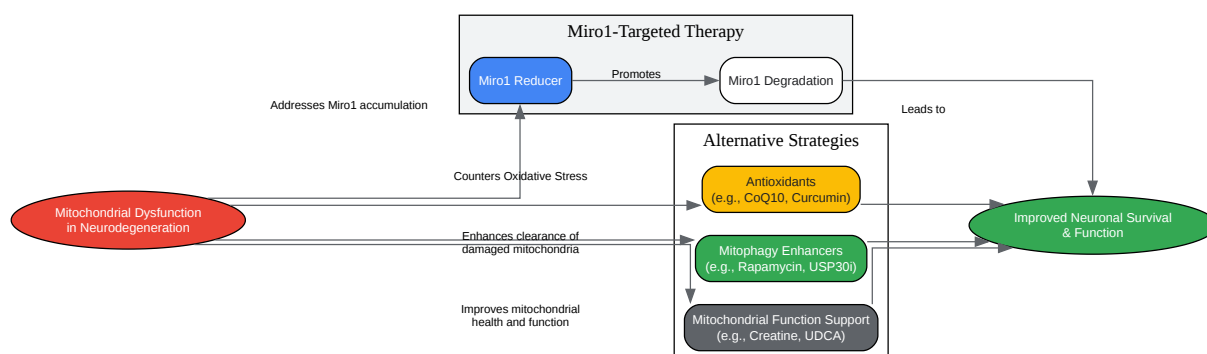 Miro1-Targeted Therapy
Miro1 Reducer
Promotes
Miro1 Degradation
Addresses Miro1 accumulation
Leads to
Alternative Strategies
Counters Oxidative Stress
Antioxidants
(e.g., CoQ10, Curcumin)
Mitochondrial Dysfunction
in Neurodegeneration
Improved Neuronal Survival
& Function
Enhances clearance of
damaged mitochondria
Mitophagy Enhancers
(e.g., Rapamycin, USP30i)
Improves mitochondrial
health and function
Mitochondrial Function Support
(e.g., Creatine, UDCA)